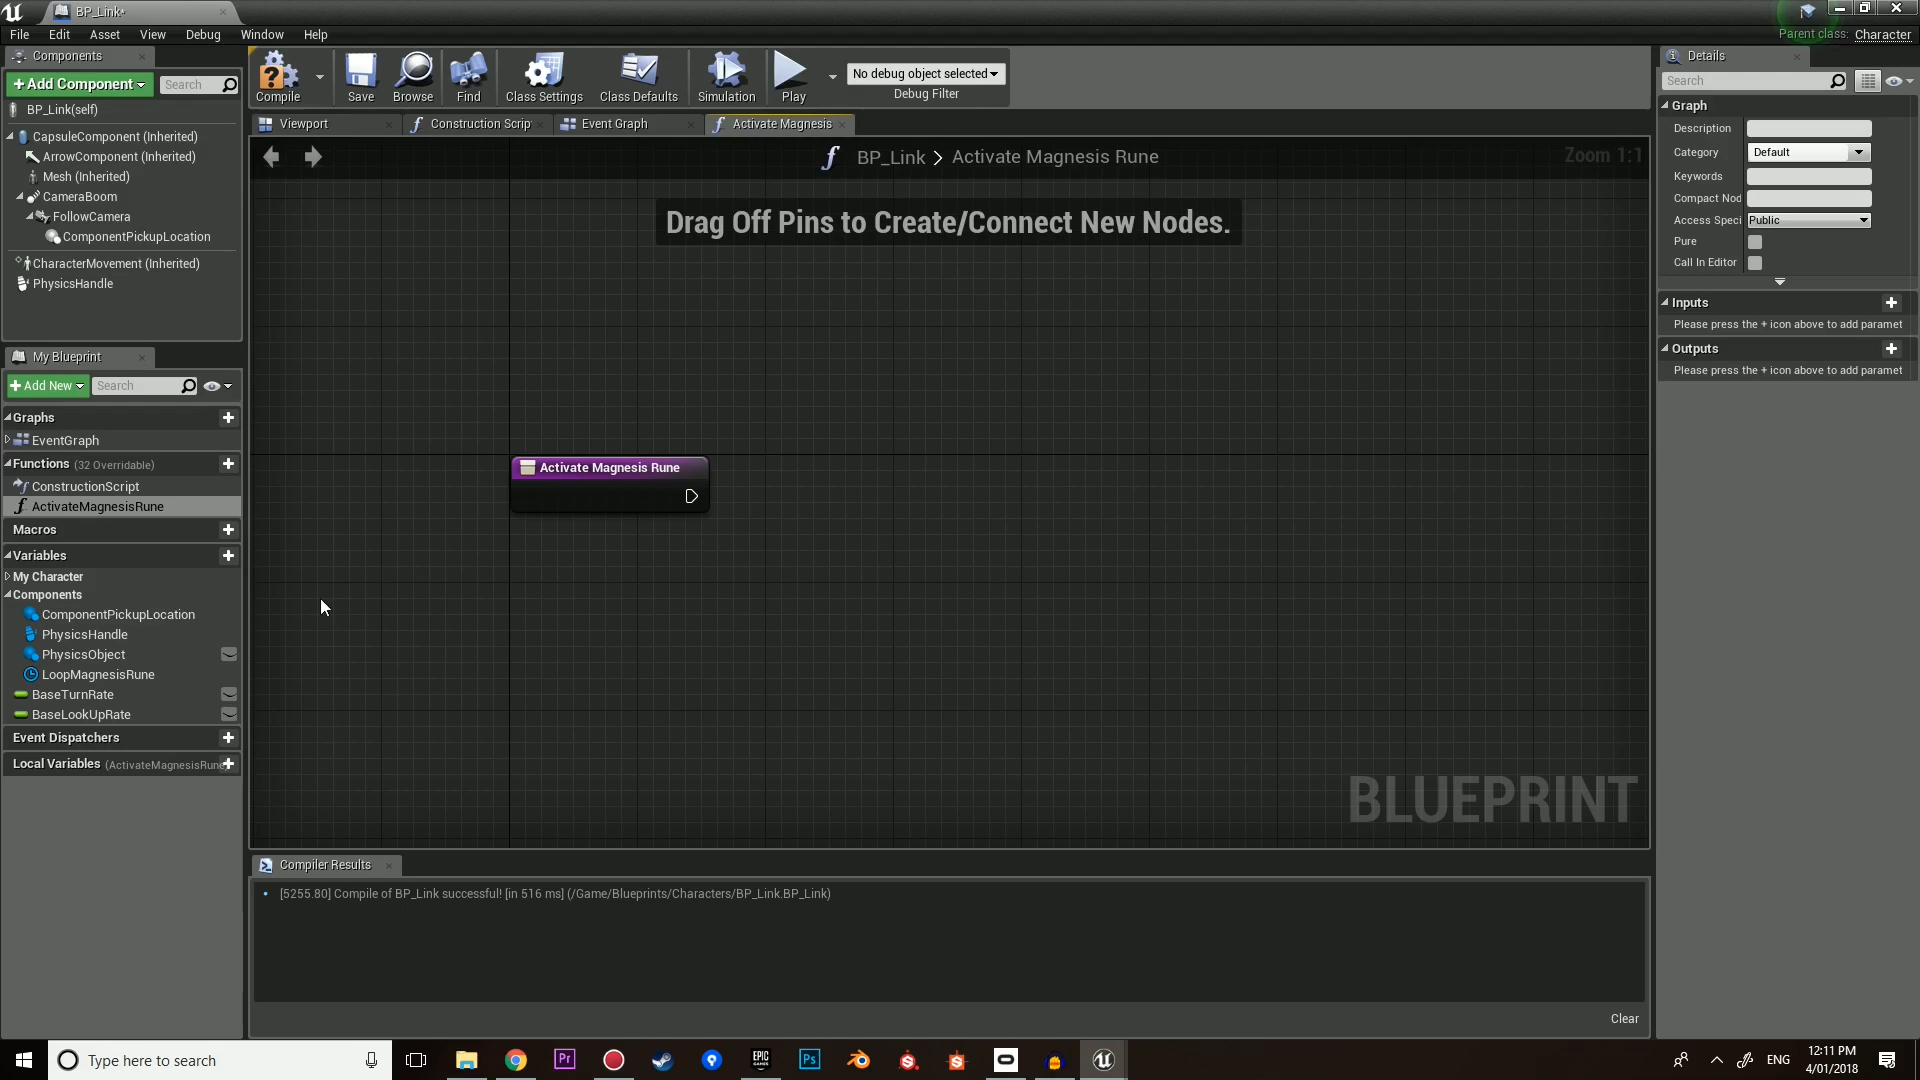 BP_Link*
File Edit Asset View Debug Window Help
Parent class: Character
Components
+Add Component
Search
BP_Link(self)
CapsuleComponent (Inherited)
ArrowComponent (Inherited)
Mesh (Inherited)
CameraBoom
FollowCamera
ComponentPickupLocation
CharacterMovement (Inherited)
PhysicsHandle
Compile
Save
Browse
Find
Class Settings
Class Defaults
Simulation
Play
No debug object selected
Debug Filter
Viewport
Construction Scrip
Event Graph
Activate Magnesis
BP_Link > Activate Magnesis Rune
Zoom 1:1
Drag Off Pins to Create/Connect New Nodes.
Activate Magnesis Rune
BLUEPRINT
My Blueprint
+Add New
Search
Graphs
EventGraph
Functions (32 Overridable)
ConstructionScript
ActivateMagnesisRune
Macros
Variables
My Character
Components
ComponentPickupLocation
PhysicsHandle
PhysicsObject
LoopMagnesisRune
BaseTurnRate
BaseLookUpRate
Event Dispatchers
Local Variables (ActivateMagnesisRune
Compiler Results
[5255.80] Compile of BP_Link successful! [in 516 ms] (/Game/Blueprints/Characters/BP_Link.BP_Link)
Clear
Details
Search
Graph
Description
Category Default
Keywords
Compact Nod
Access Speci Public
Pure
Call In Editor
Inputs
Please press the + icon above to add paramet
Outputs
Please press the + icon above to add paramet
Type here to search
Pr
EPIC GAMES
Ps
ENG
12:11 PM
4/01/2018